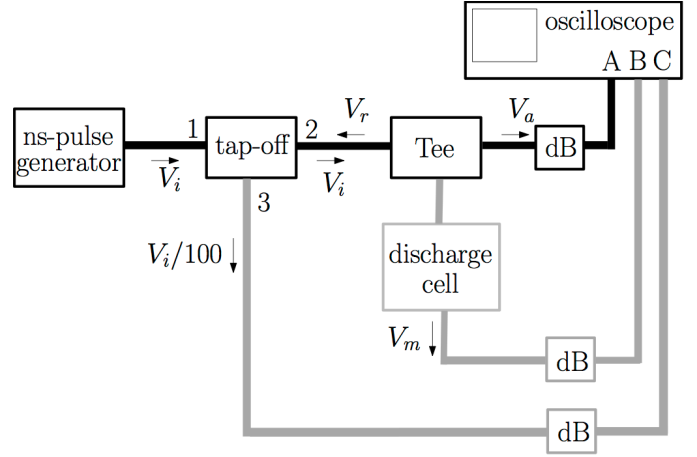 oscilloscope
A B C
ns-pulse
generator
1
tap-off
2
3
V_r
Tee
V_a
dB
V_i
V_i
V_i/100
discharge
cell
V_m
dB
dB